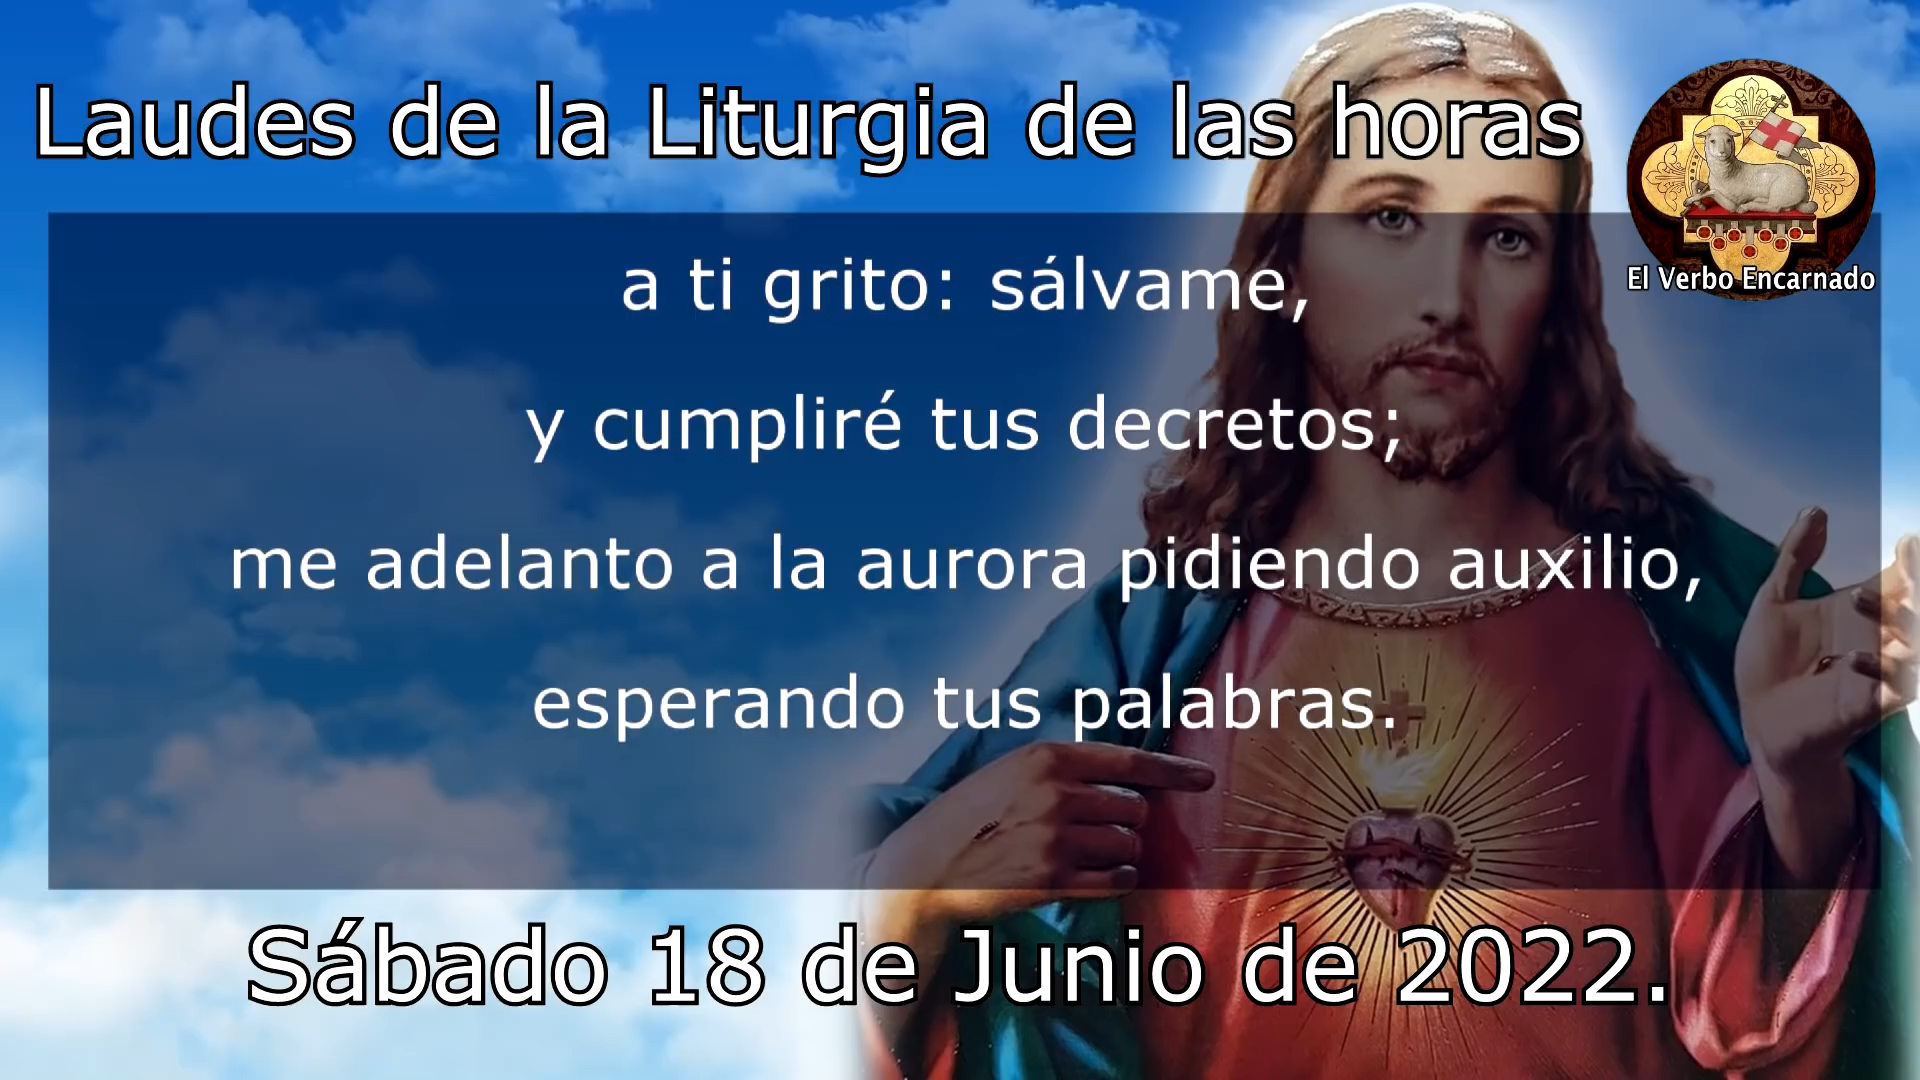 Laudes de la Liturgia de las horas
El Verbo Encarnado
a ti grito: sálvame,
y cumpliré tus decretos;
me adelanto a la aurora pidiendo auxilio,
esperando tus palabras.
Sábado 18 de Junio de 2022.